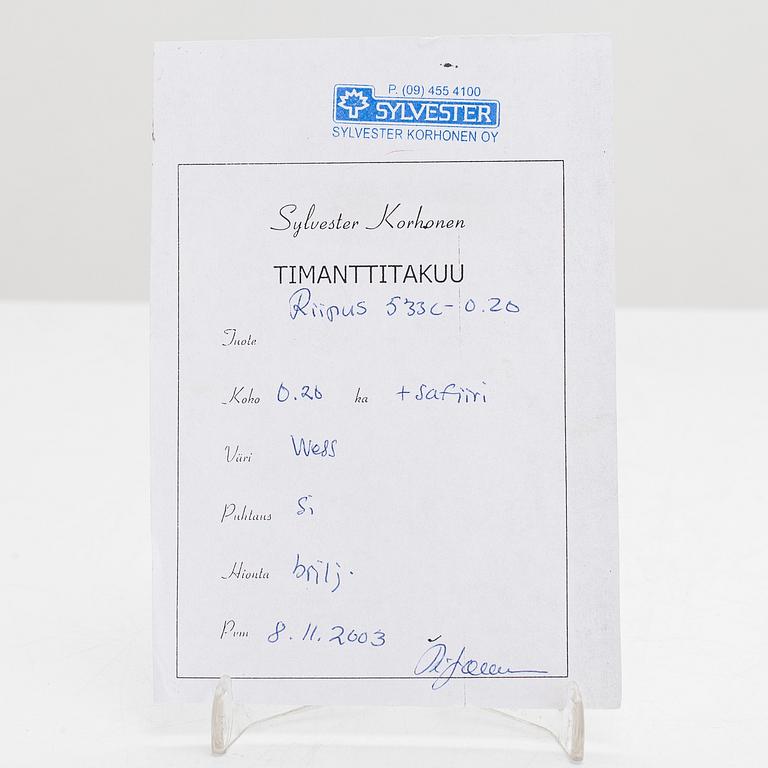 P. (09) 455 4100
SYLVESTER
SYLVESTER KORHONEN OY
Sylvester Korhonen
TIMANTTITAKUU
Riipus 533c-0.20
Tuote
Koko 0.20 ka + safiiri
Väri Wess
Puhtaus Si
Hionta brilj.
Pvm 8.11.2003